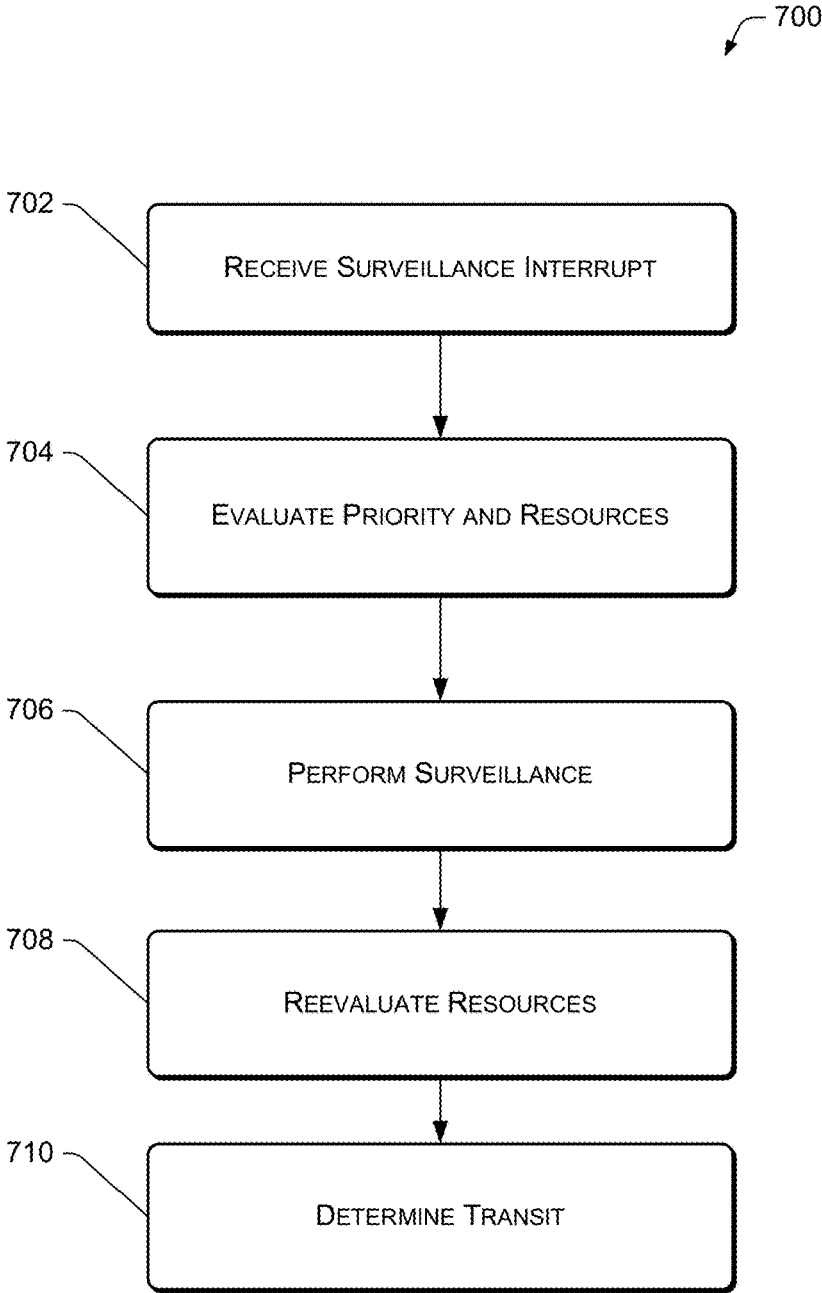 700
702
RECEIVE SURVEILLANCE INTERRUPT
704
EVALUATE PRIORITY AND RESOURCES
706
PERFORM SURVEILLANCE
708
REEVALUATE RESOURCES
710
DETERMINE TRANSIT